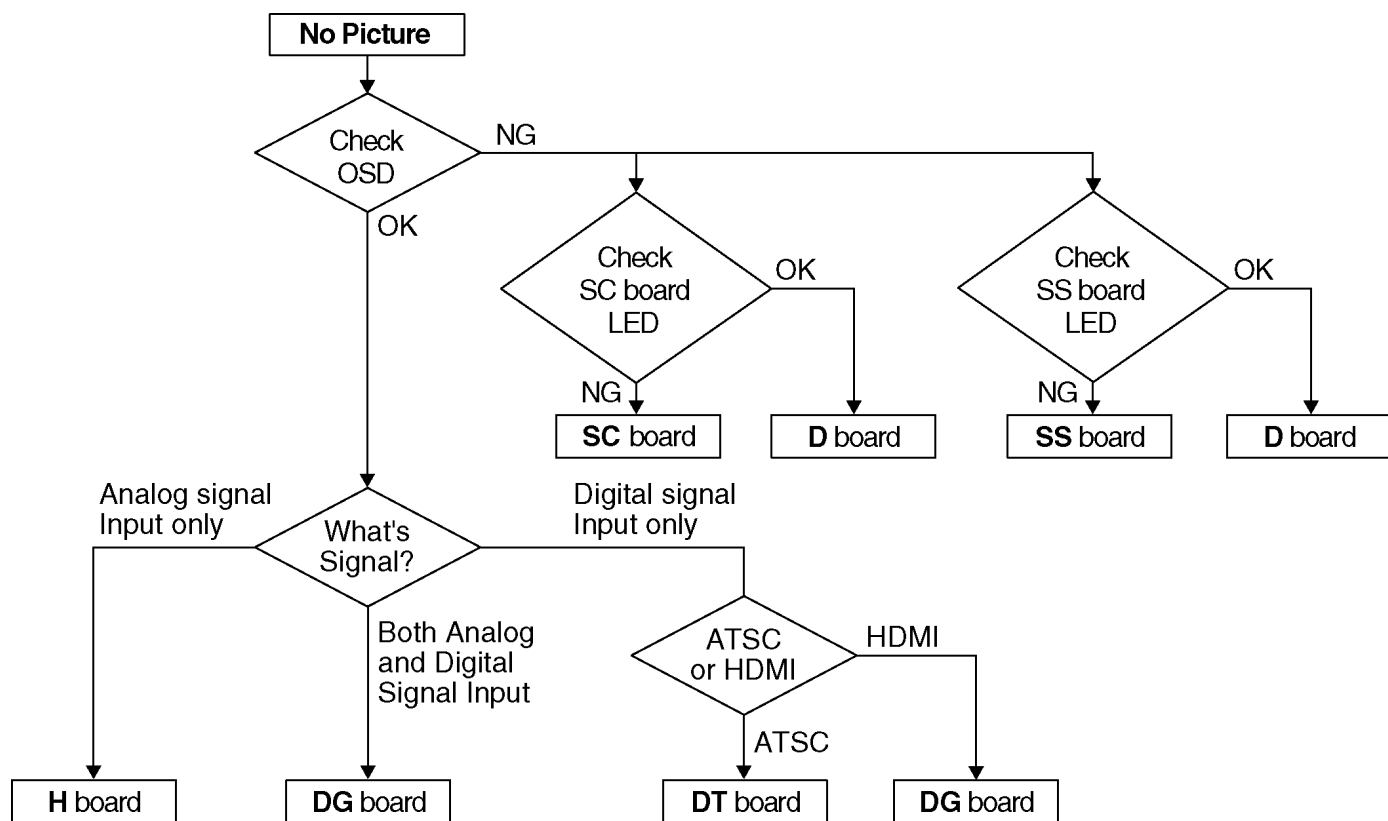 No Picture
Check
OSD
NG
OK
Check
SC board
LED
OK
NG
SC board
D board
Check
SS board
LED
OK
NG
SS board
D board
Analog signal
Input only
What's
Signal?
Digital signal
Input only
Both Analog
and Digital
Signal Input
ATSC
or HDMI
HDMI
ATSC
H board
DG board
DT board
DG board